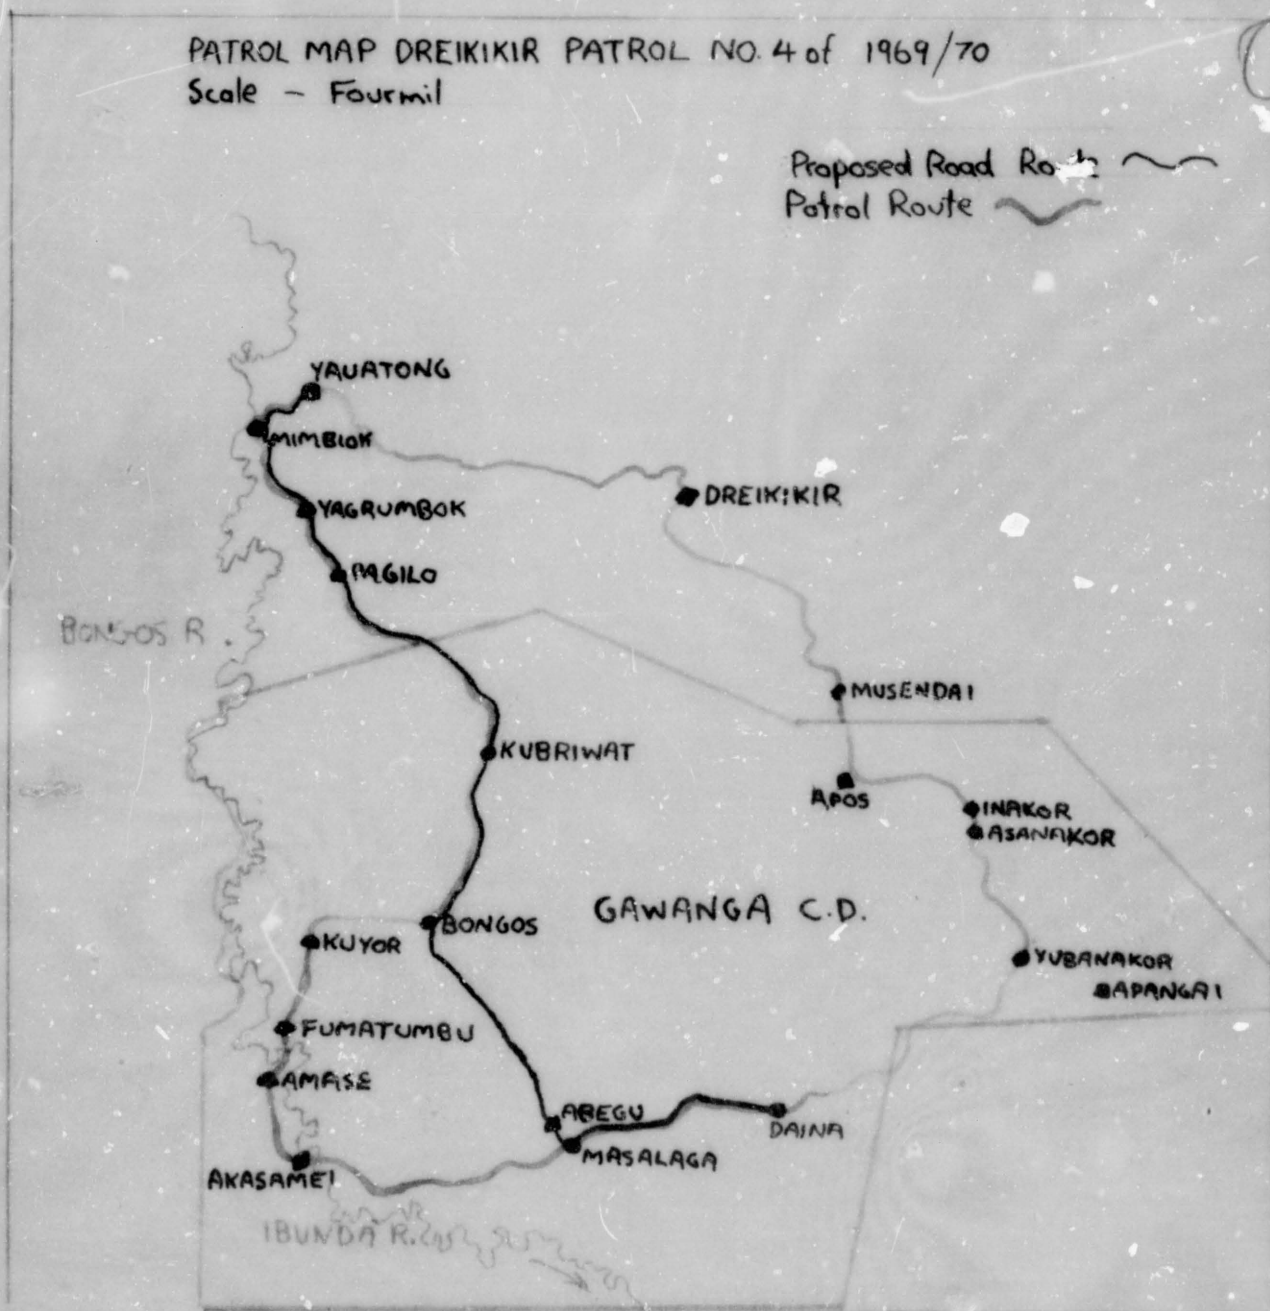 PATROL MAP DREIKIKIR PATROL NO. 4 of 1969/70
Scale - Fourmil
Proposed Road
Patrol Route
YAUATONG
MIMBIOK
DREIKIKIR
YAGRUMBOK
PAGILO
BONGOS R.
MUSENDAI
KUBRIWAT
APOS
INAKOR
ASANAKOR
GAWANGA C.D.
BONGOS
KUYOR
YUBANAKOR
APANGAI
FUMATUMBU
AMASE
ABEGU
DAINA
MASALAGA
AKASAMEI
IBUNDA R.